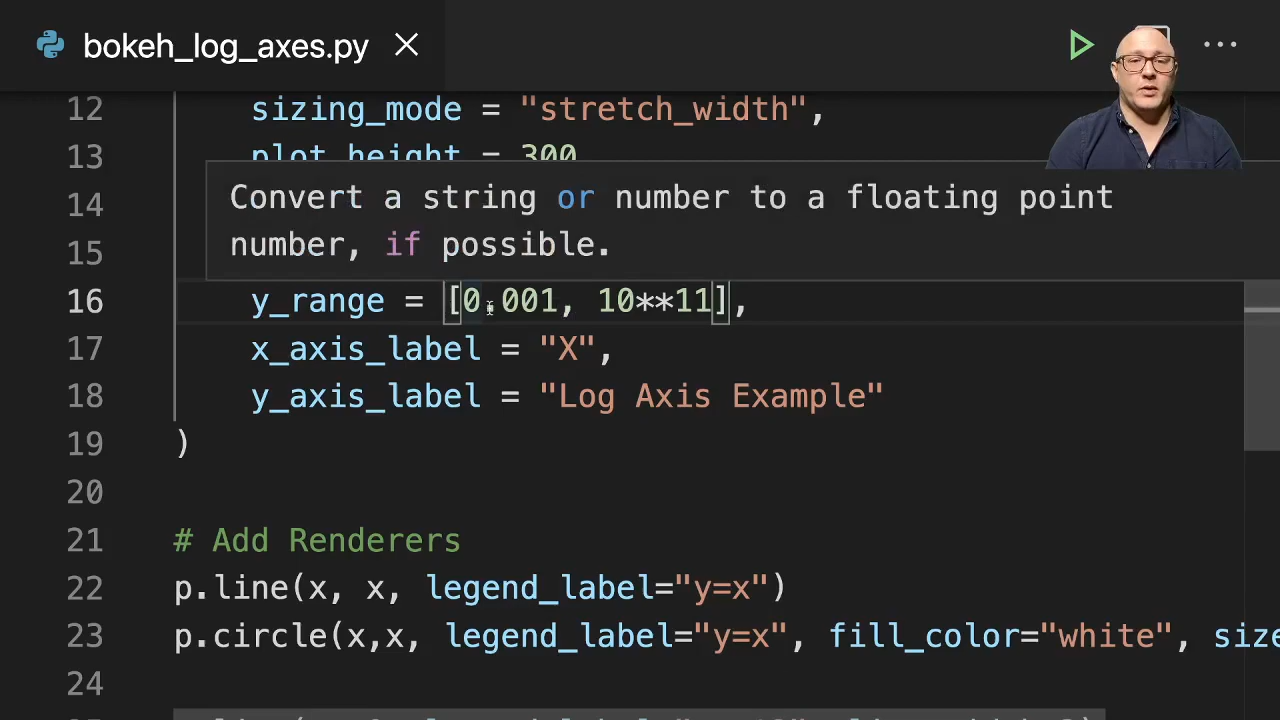 bokeh_log_axes.py
12 sizing_mode = "stretch_width",
13 plot_height = 300
14 Convert a string or number to a floating point
15 number, if possible.
16 y_range = [0.001, 10**11],
17 x_axis_label = "X",
18 y_axis_label = "Log Axis Example"
19 )
20
21 # Add Renderers
22 p.line(x, x, legend_label="y=x")
23 p.circle(x,x, legend_label="y=x", fill_color="white", size
24